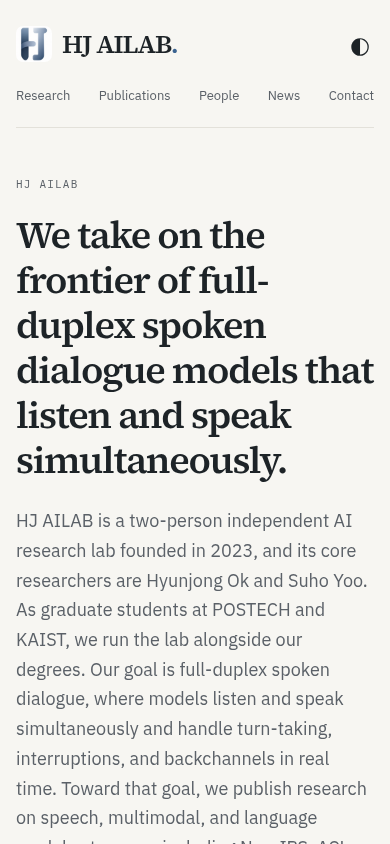 HJ AILAB.
Research Publications People News Contact
HJ AILAB
We take on the
frontier of full-
duplex spoken
dialogue models that
listen and speak
simultaneously.
HJ AILAB is a two-person independent AI
research lab founded in 2023, and its core
researchers are Hyunjong Ok and Suho Yoo.
As graduate students at POSTECH and
KAIST, we run the lab alongside our
degrees. Our goal is full-duplex spoken
dialogue, where models listen and speak
simultaneously and handle turn-taking,
interruptions, and backchannels in real
time. Toward that goal, we publish research
on speech, multimodal, and language